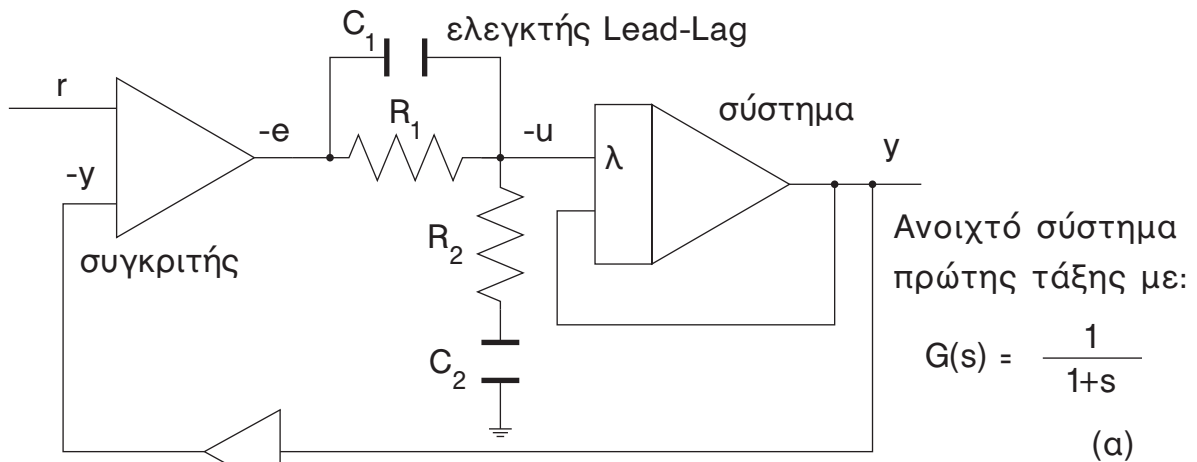 C1 ελεγκτής Lead-Lag
r
R1
-e
-u
σύστημα
y
λ
-y
συγκριτής
R2
Ανοιχτό σύστημα
πρώτης τάξης με:
C2
G(s) = 1
1+s
(α)